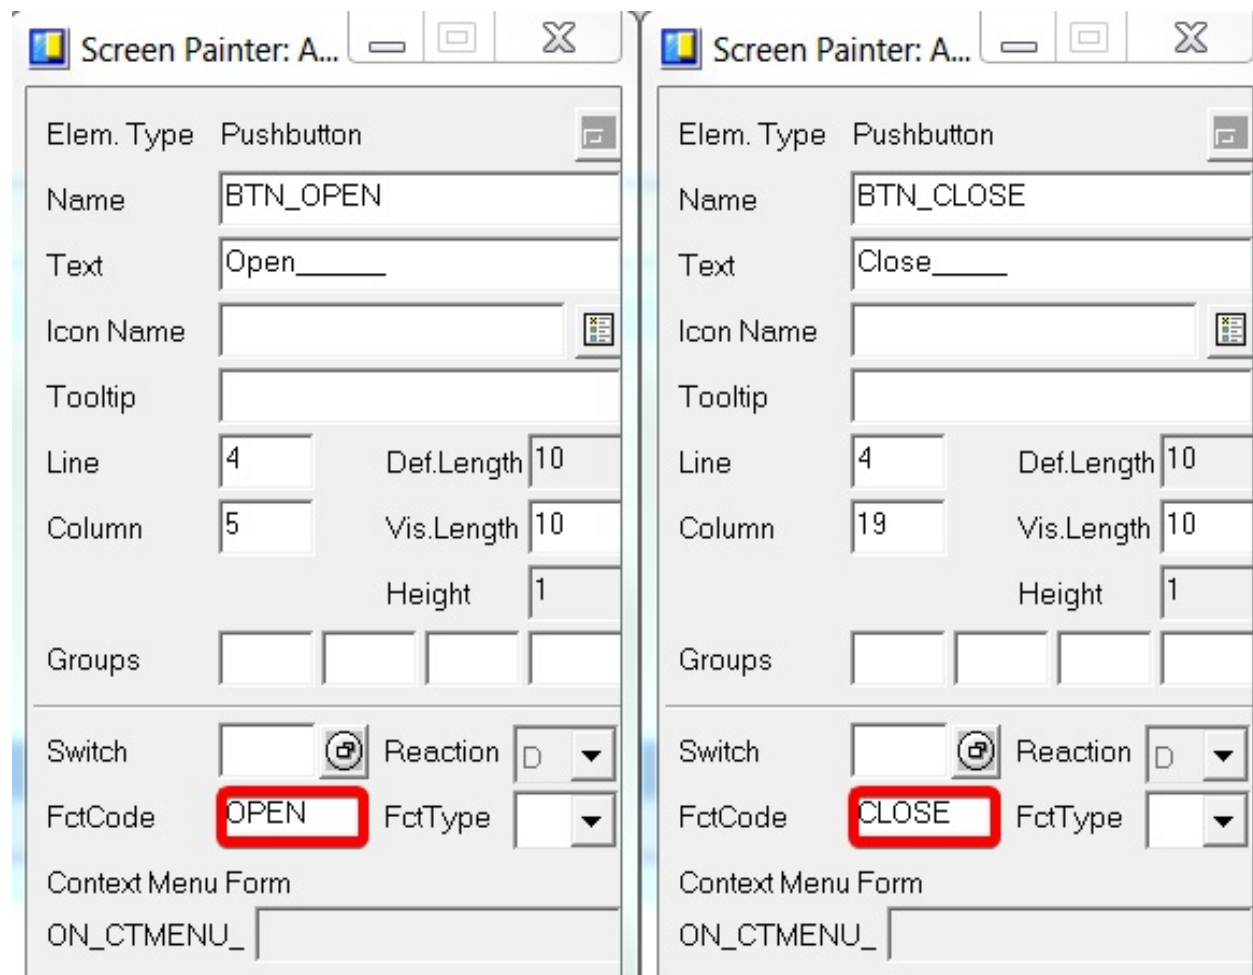 Screen Painter: A...
Elem. Type Pushbutton
Name BTN_OPEN
Text Open______
Icon Name
Tooltip
Line 4 Def.Length 10
Column 5 Vis.Length 10
Height 1
Groups
Switch Reaction D
FctCode OPEN FctType
Context Menu Form
ON_CTMENU_
Screen Painter: A...
Elem. Type Pushbutton
Name BTN_CLOSE
Text Close_____
Icon Name
Tooltip
Line 4 Def.Length 10
Column 19 Vis.Length 10
Height 1
Groups
Switch Reaction D
FctCode CLOSE FctType
Context Menu Form
ON_CTMENU_